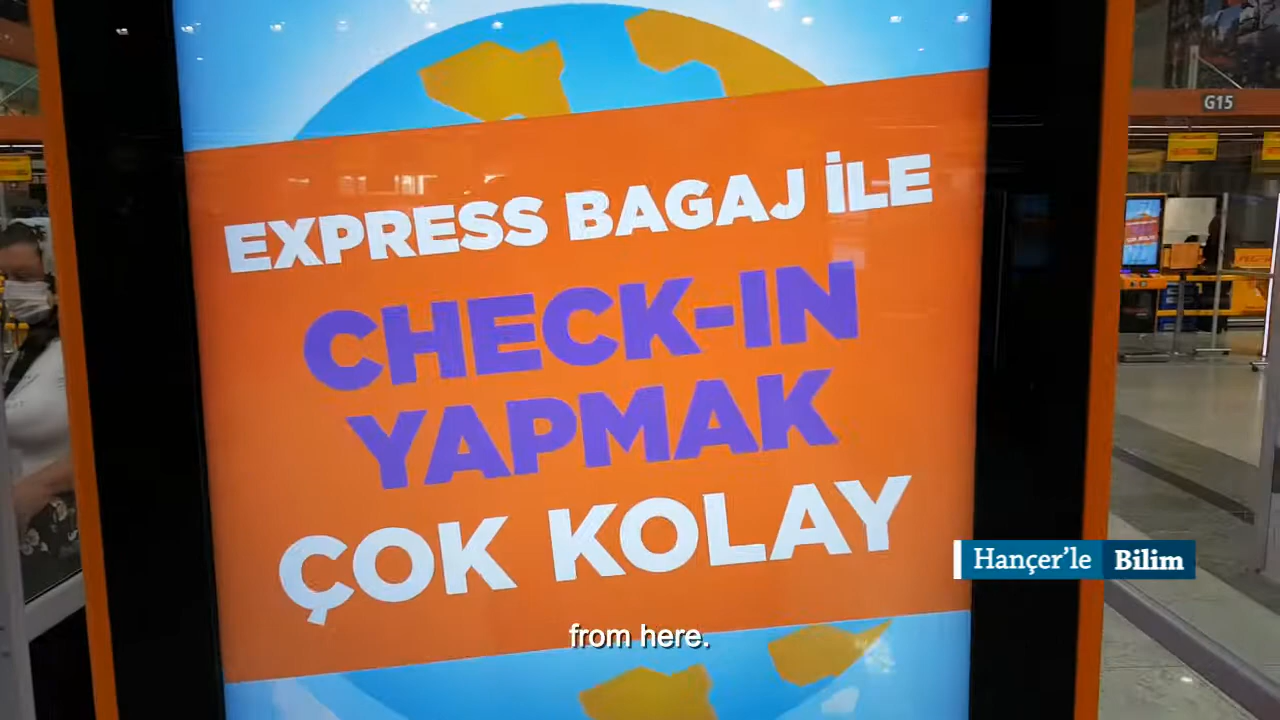 G15
EXPRESS BAGAJ İLE
CHECK-IN
YAPMAK
ÇOK KOLAY
Hançer'le Bilim
from here.